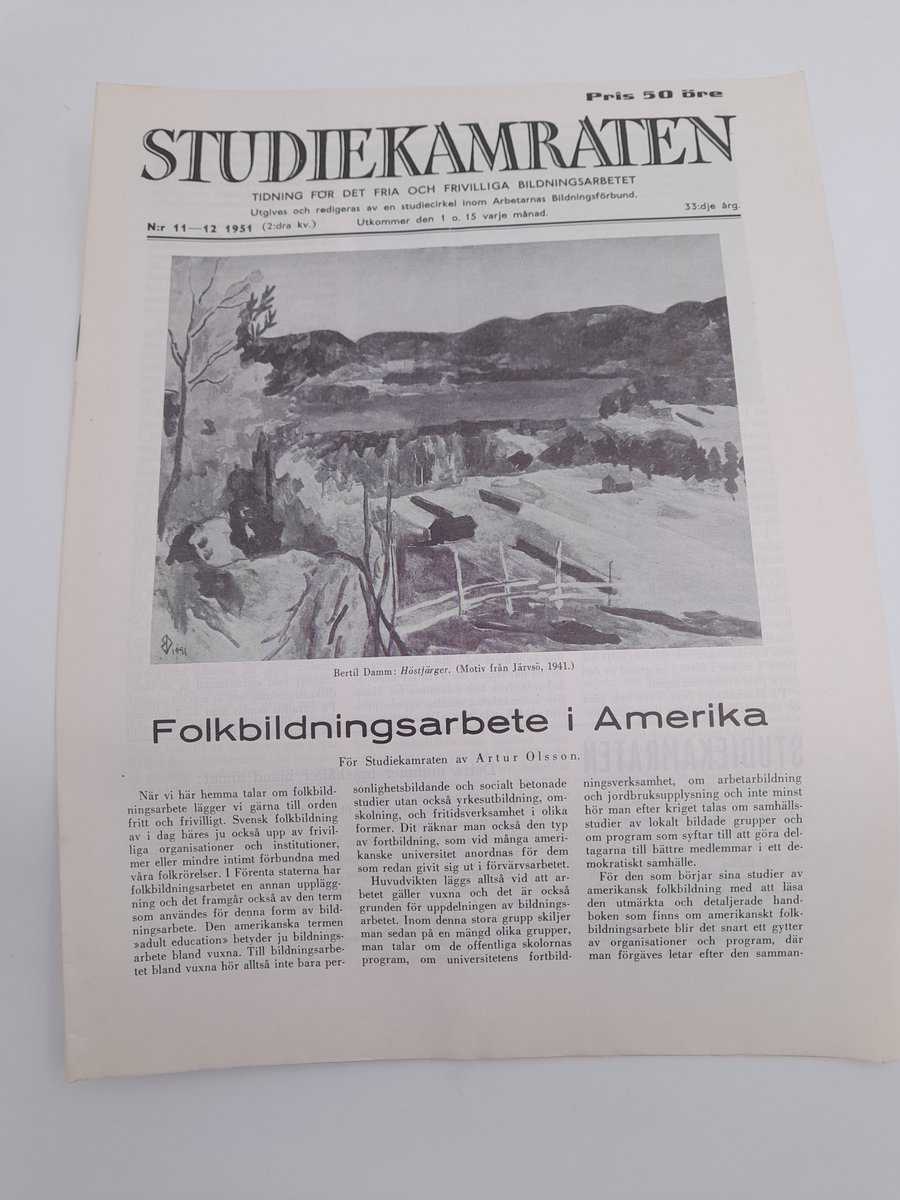 Pris 50 öre
STUDIEKAMRATEN
TIDNING FÖR DET FRIA OCH FRIVILLIGA BILDNINGSARBETET
Utgives och redigeras av en studiecirkel inom Arbetarnas Bildningsförbund.
N:r 11—12 1951 (2:dra kv.) Utkommer den 1 o. 15 varje månad. 33:dje årg.
Bertil Damm: Höstfärger. (Motiv från Järvsö, 1941.)
Folkbildningsarbete i Amerika
För Studiekamraten av Artur Olsson.
När vi här hemma talar om folkbild-
ningsarbete lägger vi gärna till orden
fritt och frivilligt. Svensk folkbildning
av i dag bäres ju också upp av frivil-
liga organisationer och institutioner,
mer eller mindre intimt förbundna med
våra folkrörelser. I Förenta staterna har
folkbildningsarbetet en annan upplägg-
ning och det framgår också av den term
som användes för denna form av bild-
ningsarbete. Den amerikanska termen
»adult education» betyder ju bildnings-
arbete bland vuxna. Till bildningsarbe-
tet bland vuxna hör alltså inte bara per-
sonlighetsbildande och socialt betonade
studier utan också yrkesutbildning, om-
skolning, och fritidsverksamhet i olika
former. Dit räknar man också den typ
av fortbildning, som vid många ameri-
kanske universitet anordnas för dem
som redan givit sig ut i förvärvsarbetet.
Huvudvikten läggs alltså vid att ar-
betet gäller vuxna och det är också
grunden för uppdelningen av bildnings-
arbetet. Inom denna stora grupp skiljer
man sedan på en mängd olika grupper,
man talar om de offentliga skolornas
program, om universitetens fortbild-
ningsverksamhet, om arbetarbildning
och jordbruksupplysning och inte minst
hör man efter kriget talas om samhälls-
studier av lokalt bildade grupper och
om program som syftar till att göra del-
tagarna till bättre medlemmar i ett de-
mokratiskt samhälle.
För den som börjar sina studier av
amerikansk folkbildning med att läsa
den utmärkta och detaljerade hand-
boken som finns om amerikanskt folk-
bildningsarbete blir det snart ett gytter
av organisationer och program, där
man förgäves letar efter den samman-